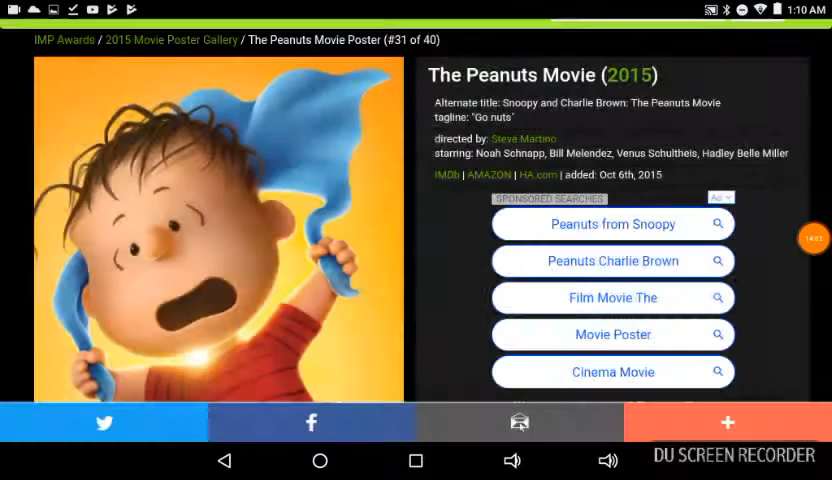 1:10 AM
IMP Awards / 2015 Movie Poster Gallery / The Peanuts Movie Poster (#31 of 40)
The Peanuts Movie (2015)
Alternate title: Snoopy and Charlie Brown: The Peanuts Movie
tagline: "Go nuts"
directed by: Steve Martino
starring: Noah Schnapp, Bill Melendez, Venus Schultheis, Hadley Belle Miller
IMDb | AMAZON | HA.com | added: Oct 6th, 2015
SPONSORED SEARCHES
Ad
Peanuts from Snoopy
14:03
Peanuts Charlie Brown
Film Movie The
Movie Poster
Cinema Movie
DU SCREEN RECORDER